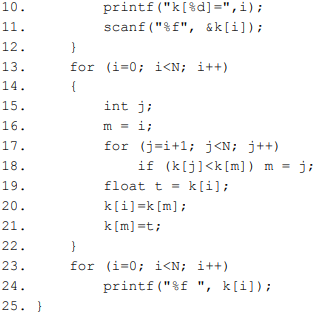 10.         printf("k[%d]=",i);
11.         scanf("%f", &k[i]);
12.     }
13.     for (i=0; i<N; i++)
14.     {
15.         int j;
16.         m = i;
17.         for (j=i+1; j<N; j++)
18.             if (k[j]<k[m]) m = j;
19.         float t = k[i];
20.         k[i]=k[m];
21.         k[m]=t;
22.     }
23.     for (i=0; i<N; i++)
24.         printf("%f ", k[i]);
25. }